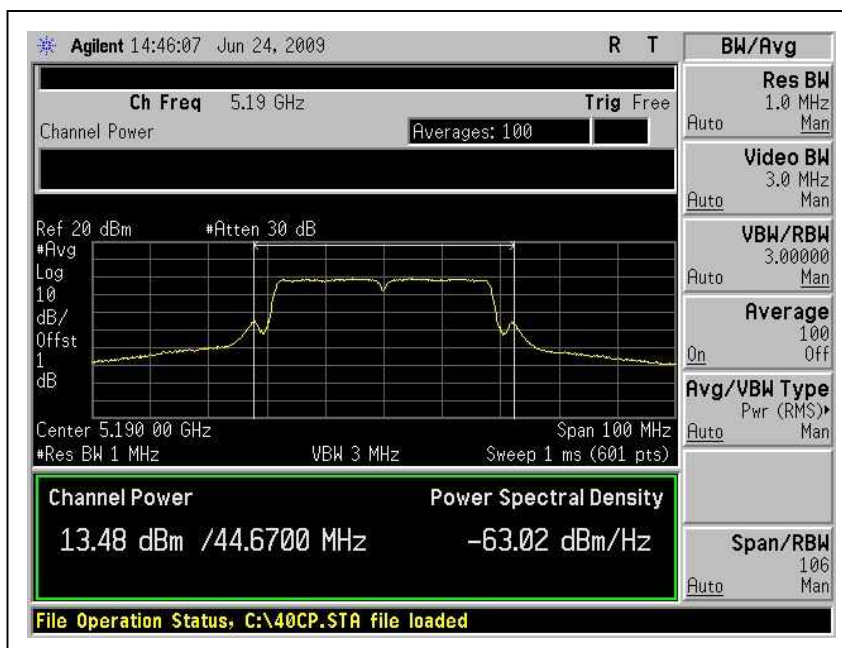 Agilent 14:46:07 Jun 24, 2009 R T
Ch Freq 5.19 GHz Trig Free
Channel Power Averages: 100
Ref 20 dBm #Atten 30 dB
#Avg
Log
10
dB/
Offst
1
dB
Center 5.190 00 GHz Span 100 MHz
#Res BW 1 MHz VBW 3 MHz Sweep 1 ms (601 pts)
Channel Power Power Spectral Density
13.48 dBm /44.6700 MHz -63.02 dBm/Hz
File Operation Status, C:\40CP.STA file loaded
BW/Avg
Res BW
1.0 MHz
Auto Man
Video BW
3.0 MHz
Auto Man
VBW/RBW
3.00000
Auto Man
Average
100
On Off
Avg/VBW Type
Pwr (RMS)▸
Auto Man
Span/RBW
106
Auto Man